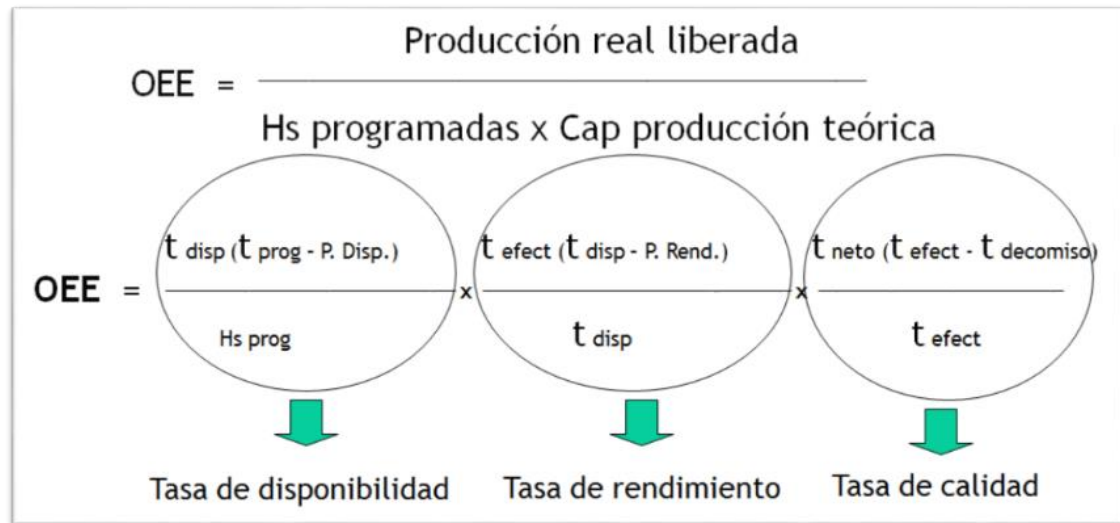 Producción real liberada
OEE =
Hs programadas x Cap producción teórica
t disp (t prog - P. Disp.) t efect (t disp - P. Rend.) t neto (t efect - t decomiso)
OEE = x x
Hs prog t disp t efect
Tasa de disponibilidad Tasa de rendimiento Tasa de calidad